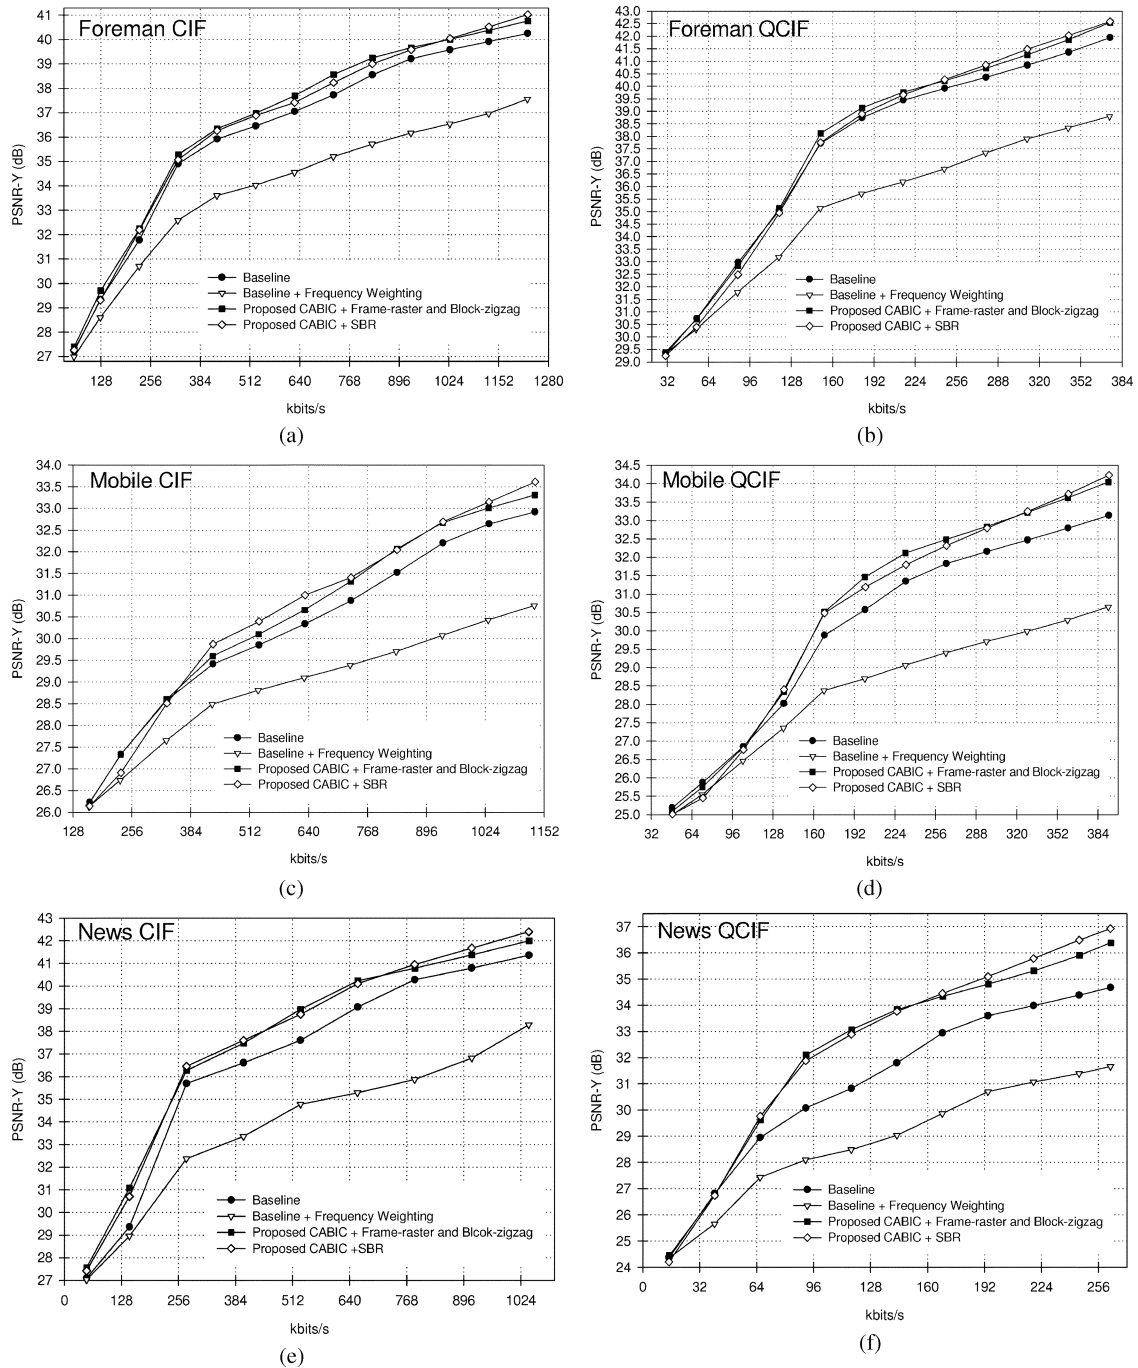 Foreman CIF
41
40
39
38
37
36
35
34
33
32
31
30
29
28
27
PSNR-Y (dB)
Baseline
Baseline + Frequency Weighting
Proposed CABIC + Frame-raster and Block-zigzag
Proposed CABIC + SBR
128 256 384 512 640 768 896 1024 1152 1280
kbits/s
(a)
Foreman QCIF
43.0
42.5
42.0
41.5
41.0
40.5
40.0
39.5
39.0
38.5
38.0
37.5
37.0
36.5
36.0
35.5
35.0
34.5
34.0
33.5
33.0
32.5
32.0
31.5
31.0
30.5
30.0
29.5
29.0
PSNR-Y (dB)
Baseline
Baseline + Frequency Weighting
Proposed CABIC + Frame-raster and Block-zigzag
Proposed CABIC + SBR
32 64 96 128 160 192 224 256 288 320 352 384
kbits/s
(b)
Mobile CIF
34.0
33.5
33.0
32.5
32.0
31.5
31.0
30.5
30.0
29.5
29.0
28.5
28.0
27.5
27.0
26.5
26.0
PSNR-Y (dB)
Baseline
Baseline + Frequency Weighting
Proposed CABIC + Frame-raster and Block-zigzag
Proposed CABIC + SBR
128 256 384 512 640 768 896 1024 1152
kbits/s
(c)
Mobile QCIF
34.5
34.0
33.5
33.0
32.5
32.0
31.5
31.0
30.5
30.0
29.5
29.0
28.5
28.0
27.5
27.0
26.5
26.0
25.5
25.0
PSNR-Y (dB)
Baseline
Baseline + Frequency Weighting
Proposed CABIC + Frame-raster and Block-zigzag
Proposed CABIC + SBR
32 64 96 128 160 192 224 256 288 320 352 384
kbits/s
(d)
News CIF
43
42
41
40
39
38
37
36
35
34
33
32
31
30
29
28
27
PSNR-Y (dB)
Baseline
Baseline + Frequency Weighting
Proposed CABIC + Frame-raster and Blcok-zigzag
Proposed CABIC +SBR
0 128 256 384 512 640 768 896 1024
kbits/s
(e)
News QCIF
37
36
35
34
33
32
31
30
29
28
27
26
25
24
PSNR-Y (dB)
Baseline
Baseline + Frequency Weighting
Proposed CABIC + Frame-raster and Block-zigzag
Proposed CABIC + SBR
0 32 64 96 128 160 192 224 256
kbits/s
(f)